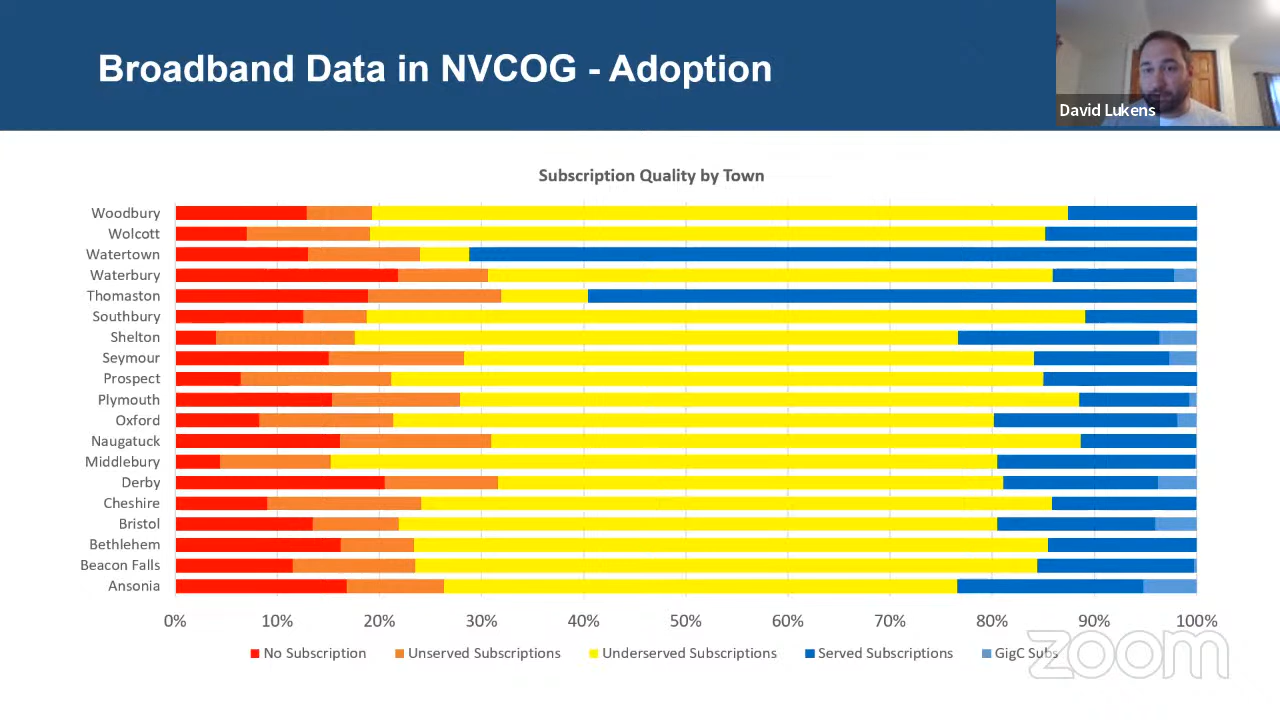 Broadband Data in NVCOG - Adoption
David Lukens
Subscription Quality by Town
Woodbury
Wolcott
Watertown
Waterbury
Thomaston
Southbury
Shelton
Seymour
Prospect
Plymouth
Oxford
Naugatuck
Middlebury
Derby
Cheshire
Bristol
Bethlehem
Beacon Falls
Ansonia
0% 10% 20% 30% 40% 50% 60% 70% 80% 90% 100%
No Subscription Unserved Subscriptions Underserved Subscriptions Served Subscriptions GigC Subs
zoom